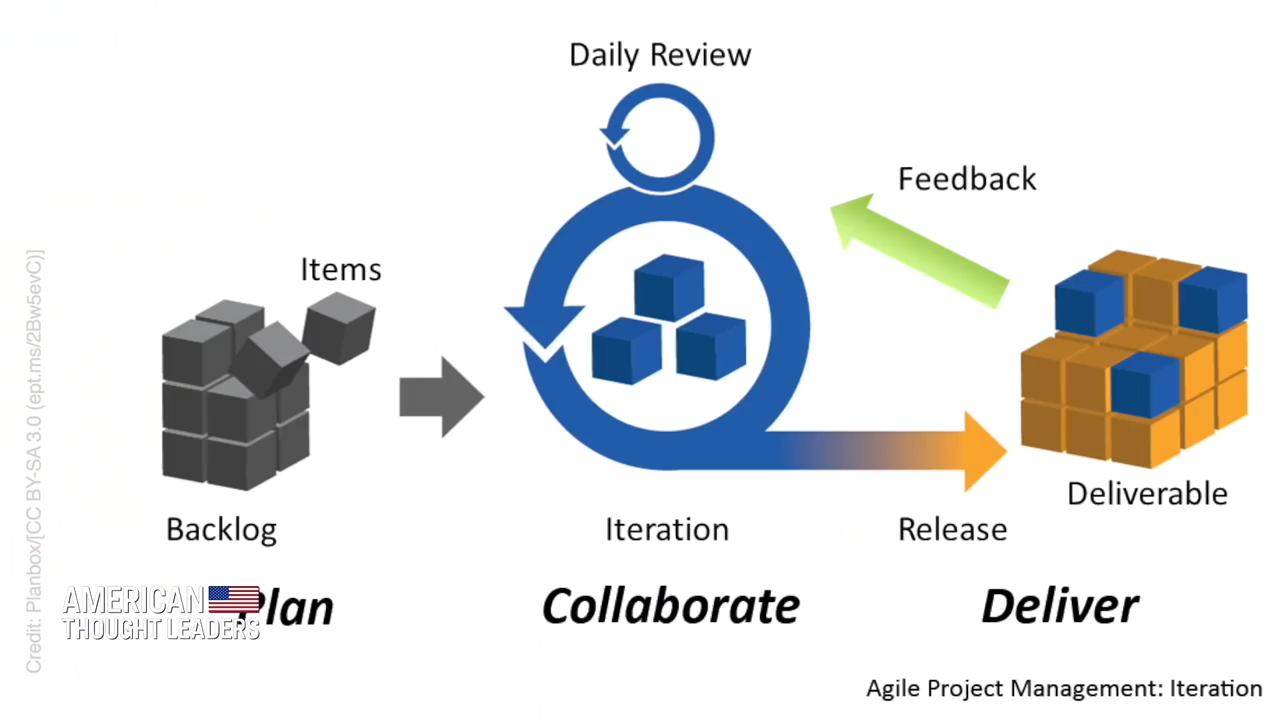 Daily Review
Feedback
Items
Deliverable
Backlog
Iteration
Release
Plan
Collaborate
Deliver
AMERICAN
THOUGHT LEADERS
Agile Project Management: Iteration
Credit: Planbox/[CC BY-SA 3.0 (ept.ms/2Bw5evC)]